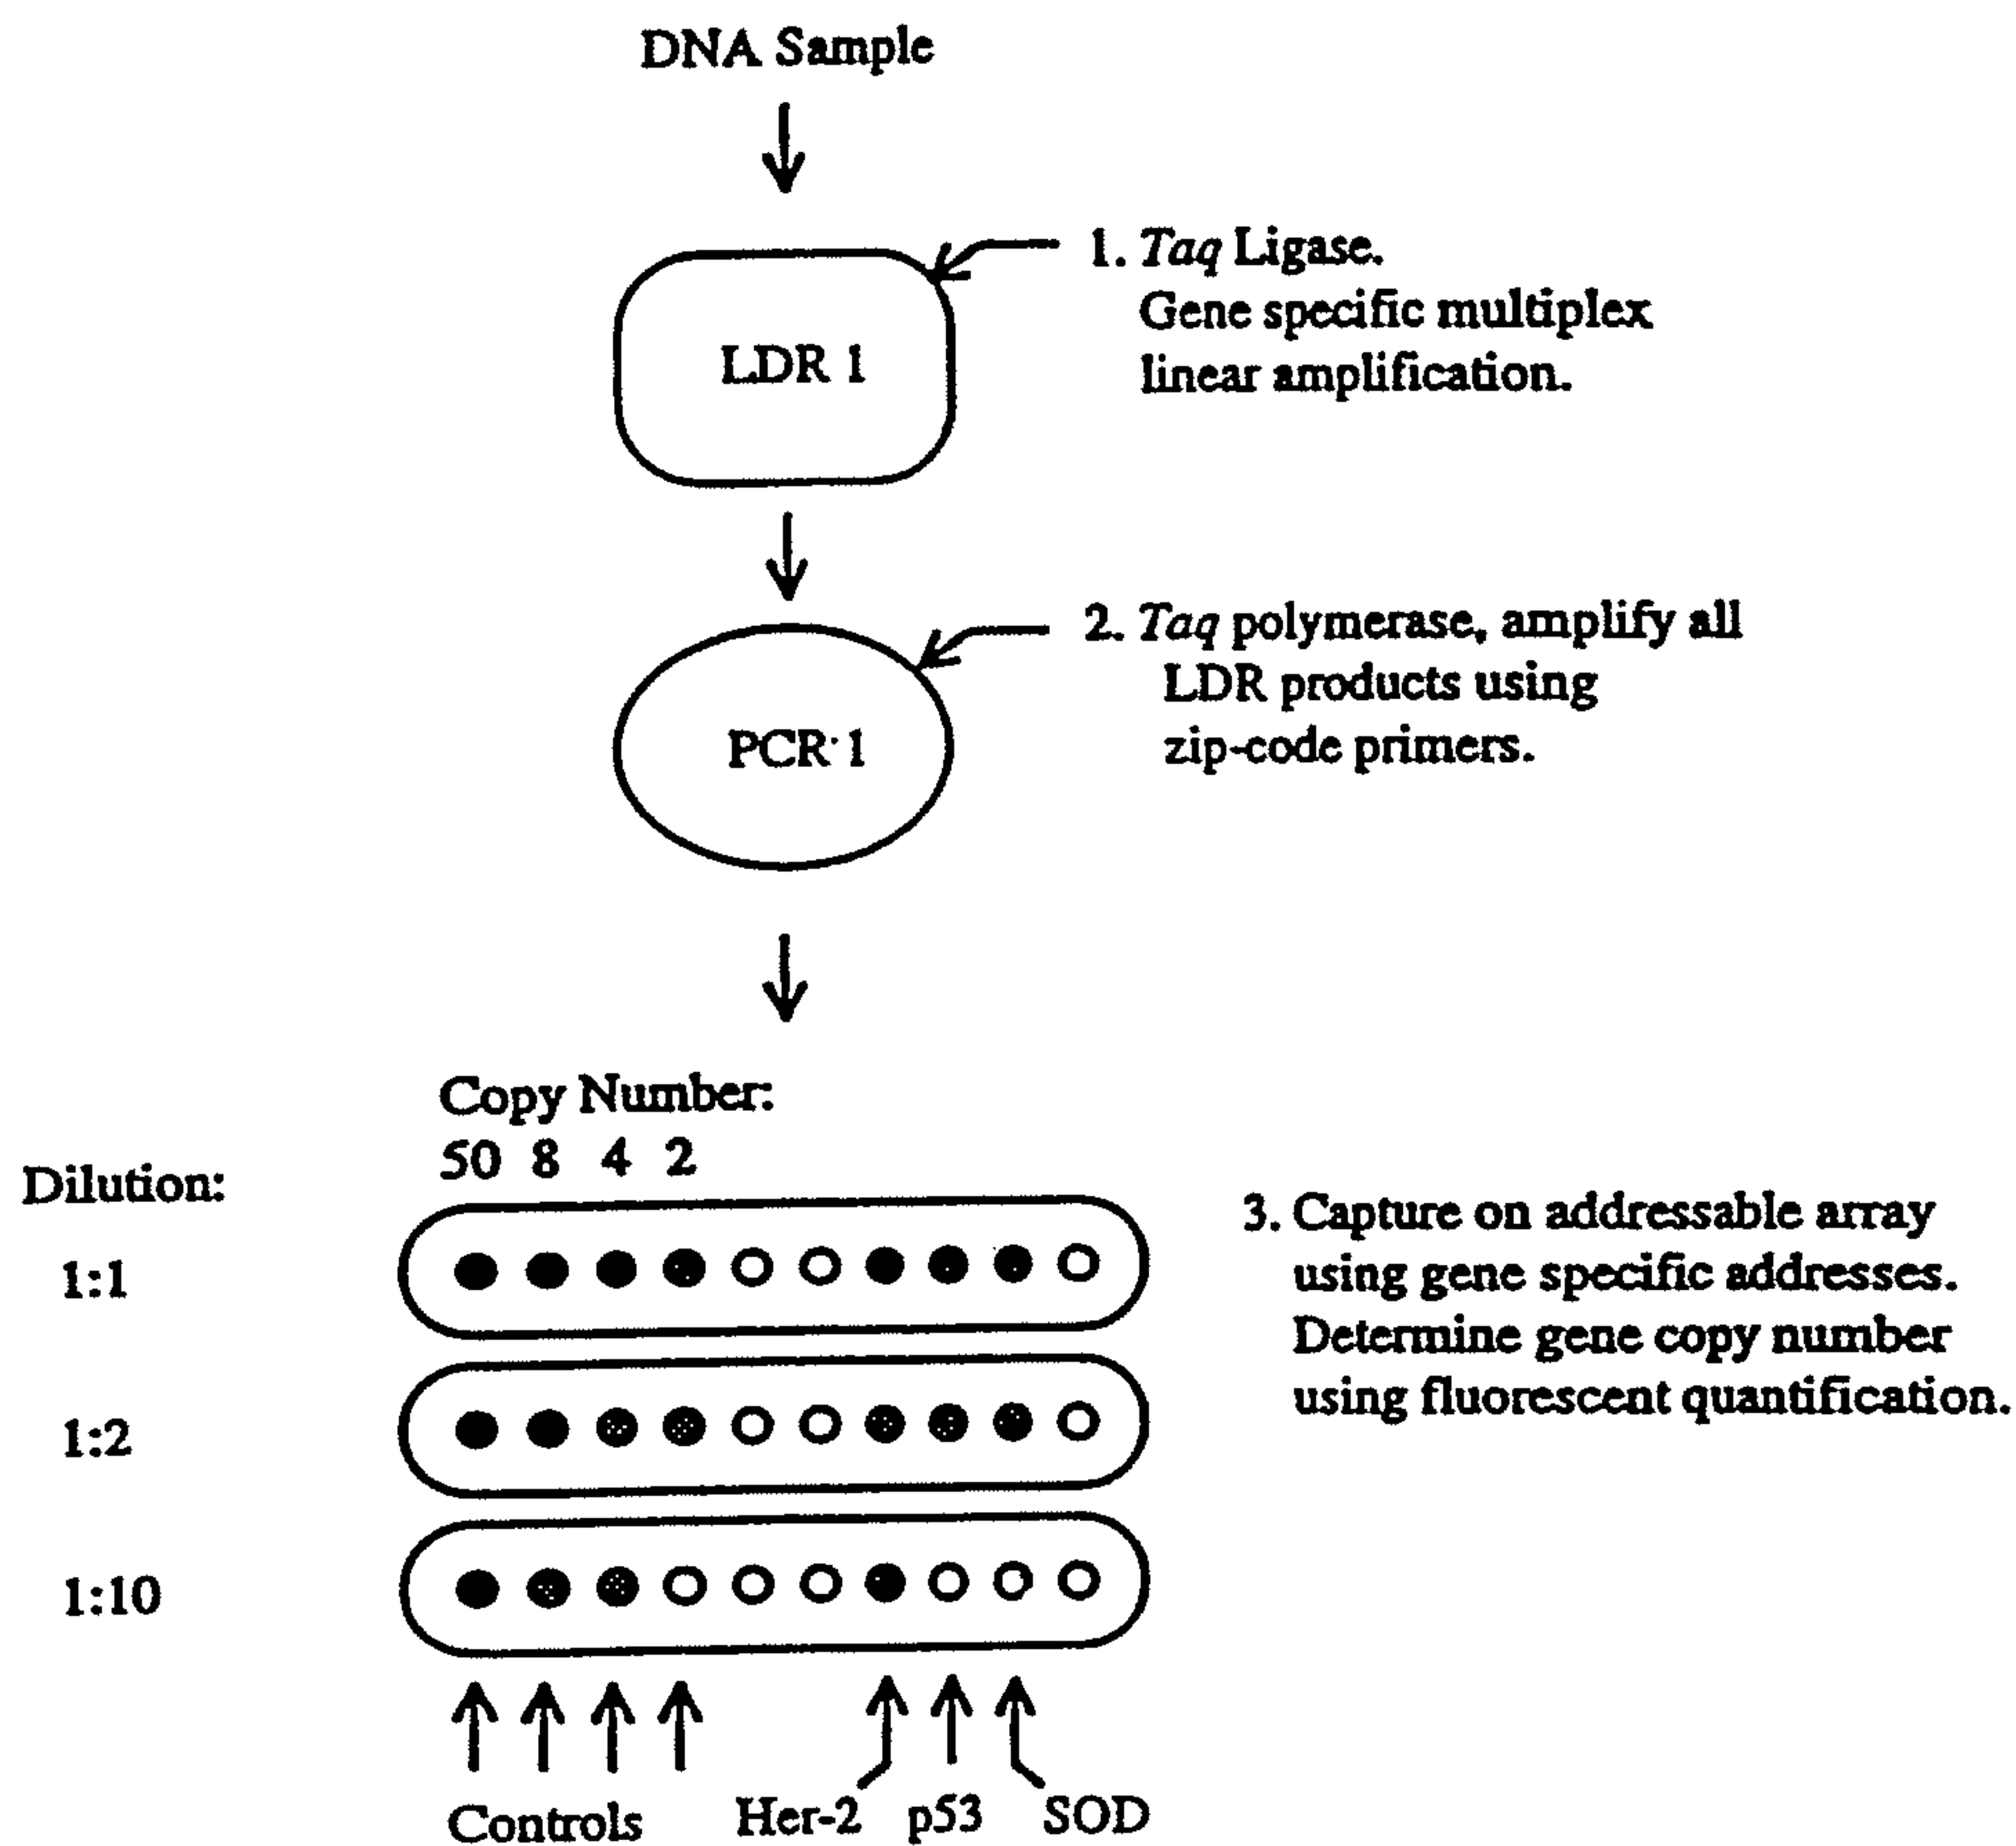 DNA Sample
1. Taq Ligase.
Gene specific multiplex
linear amplification.
LDR 1
2. Taq polymerase, amplify all
LDR products using
zip-code primers.
PCR 1
Copy Number:
50 8 4 2
Dilution:
1:1
1:2
1:10
3. Capture on addressable array
using gene specific addresses.
Determine gene copy number
using fluorescent quantification.
Controls
Her-2
p53
SOD